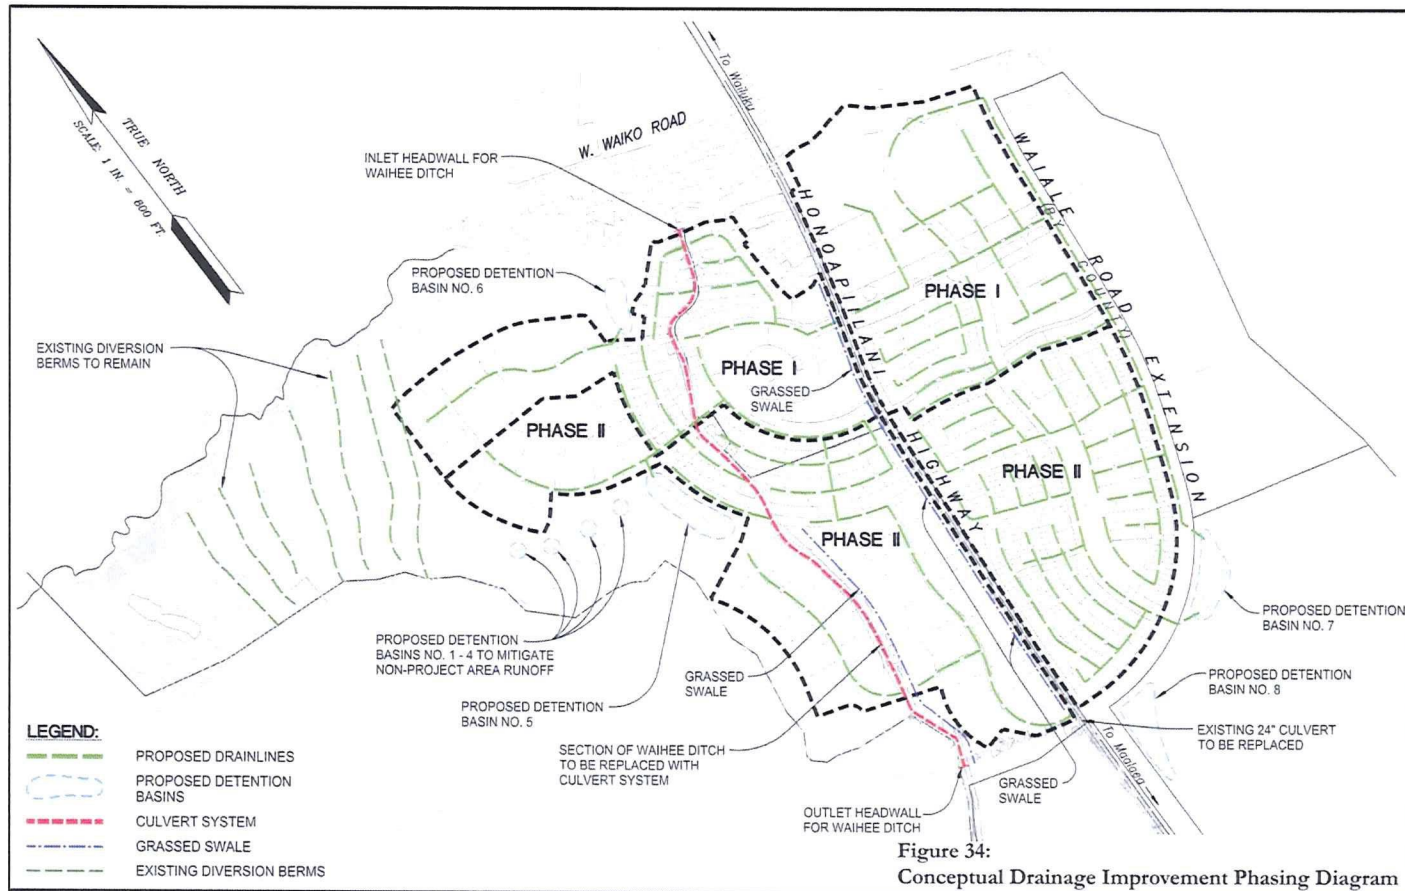 To Wailuku
TRUE NORTH
SCALE: 1 IN. = 800 FT.
W. WAIKO ROAD
INLET HEADWALL FOR
WAIHEE DITCH
HONOAPIILANI HIGHWAY
WAIALE ROAD EXTENSION
(BY COUNTY)
PROPOSED DETENTION
BASIN NO. 6
PHASE I
EXISTING DIVERSION
BERMS TO REMAIN
PHASE I
GRASSED
SWALE
PHASE II
PHASE II
PHASE II
PROPOSED DETENTION
BASIN NO. 7
PROPOSED DETENTION
BASINS NO. 1 - 4 TO MITIGATE
NON-PROJECT AREA RUNOFF
GRASSED
SWALE
PROPOSED DETENTION
BASIN NO. 8
PROPOSED DETENTION
BASIN NO. 5
EXISTING 24" CULVERT
TO BE REPLACED
To Maalaea
SECTION OF WAIHEE DITCH
TO BE REPLACED WITH
CULVERT SYSTEM
GRASSED
SWALE
OUTLET HEADWALL
FOR WAIHEE DITCH
LEGEND:
PROPOSED DRAINLINES
PROPOSED DETENTION
BASINS
CULVERT SYSTEM
GRASSED SWALE
EXISTING DIVERSION BERMS
Figure 34:
Conceptual Drainage Improvement Phasing Diagram